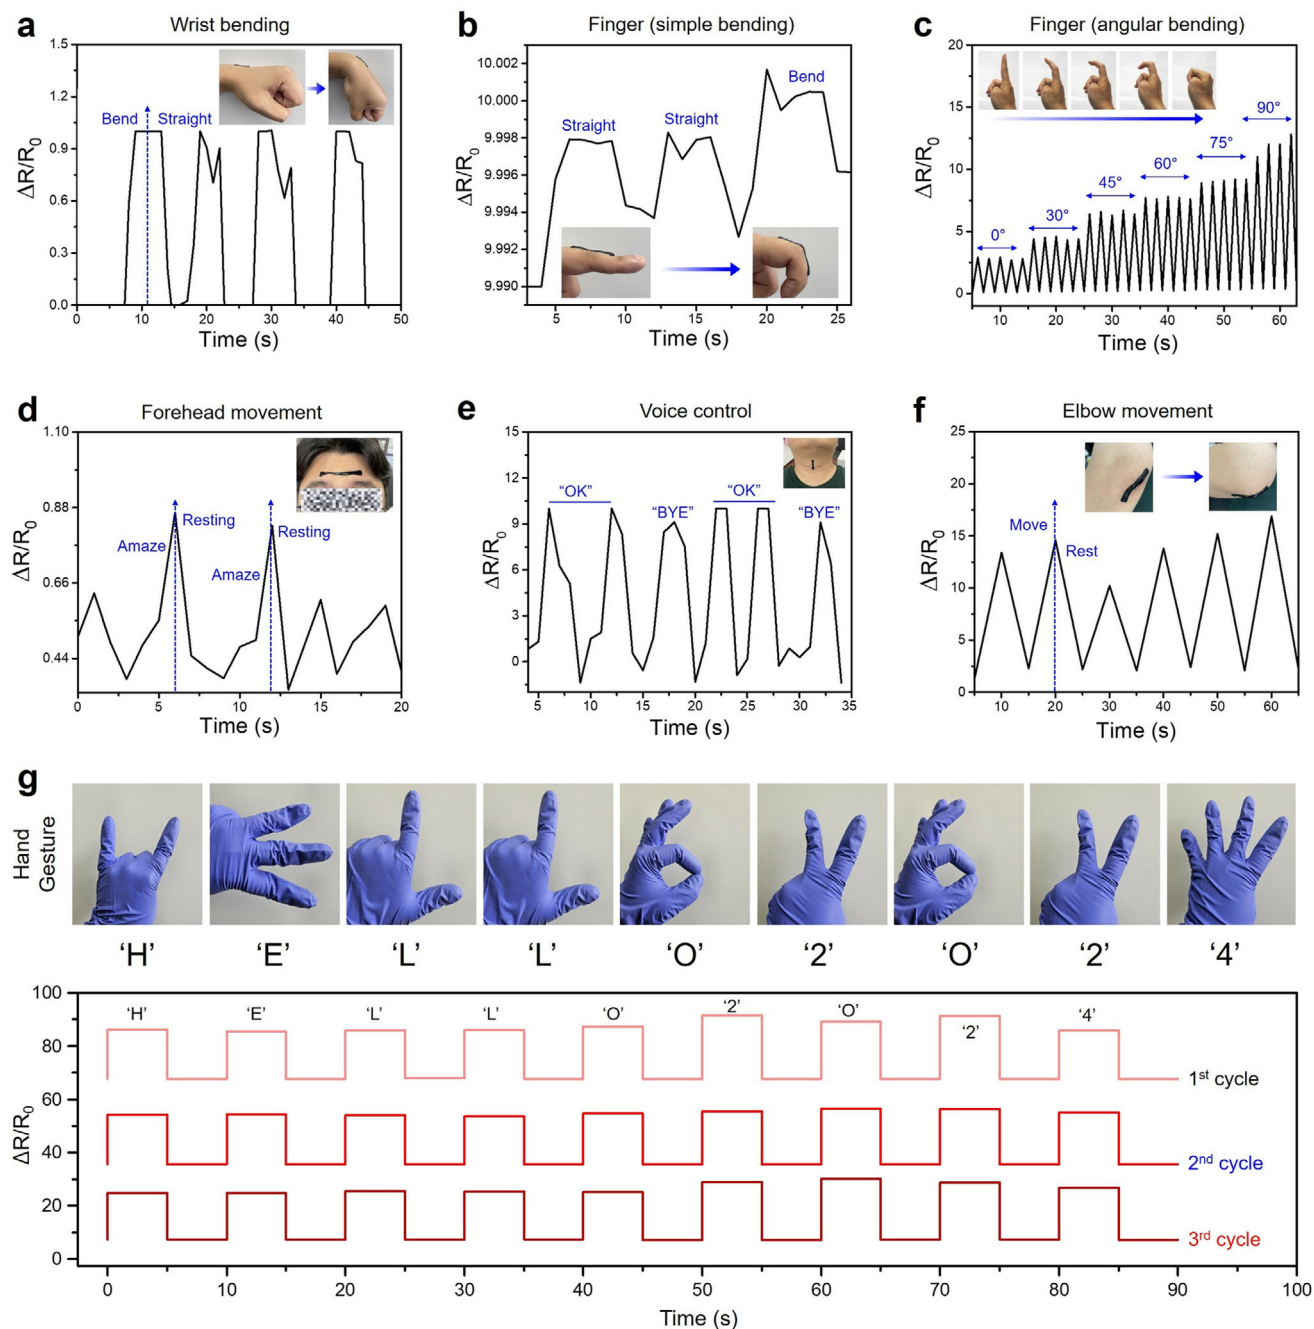 a
Wrist bending
ΔR/R₀
1.5
1.2
0.9
0.6
0.3
0.0
Bend
Straight
0 10 20 30 40 50
Time (s)
b
Finger (simple bending)
ΔR/R₀
10.002
10.000
9.998
9.996
9.994
9.992
9.990
Straight
Straight
Bend
5 10 15 20 25
Time (s)
c
Finger (angular bending)
ΔR/R₀
20
15
10
5
0
0°
30°
45°
60°
75°
90°
10 20 30 40 50 60
Time (s)
d
Forehead movement
ΔR/R₀
1.10
0.88
0.66
0.44
Resting
Amaze
Resting
Amaze
0 5 10 15 20
Time (s)
e
Voice control
ΔR/R₀
15
12
9
6
3
0
“OK”
“BYE”
“OK”
“BYE”
5 10 15 20 25 30 35
Time (s)
f
Elbow movement
ΔR/R₀
25
20
15
10
5
0
Move
Rest
10 20 30 40 50 60
Time (s)
g
Hand
Gesture
‘H’ ‘E’ ‘L’ ‘L’ ‘O’ ‘2’ ‘O’ ‘2’ ‘4’
ΔR/R₀
100
80
60
40
20
0
‘H’ ‘E’ ‘L’ ‘L’ ‘O’ ‘2’ ‘O’ ‘2’ ‘4’
1ˢᵗ cycle
2ⁿᵈ cycle
3ʳᵈ cycle
0 10 20 30 40 50 60 70 80 90 100
Time (s)